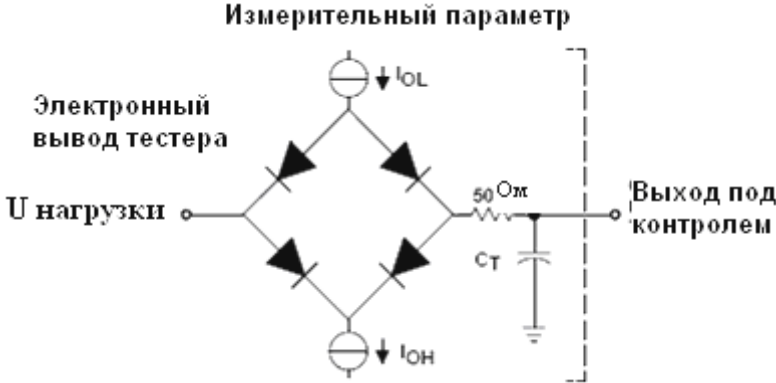 Измерительный параметр
I_OL
Электронный
вывод тестера
U нагрузки
50 Ом
Выход под
контролем
C_T
I_OH